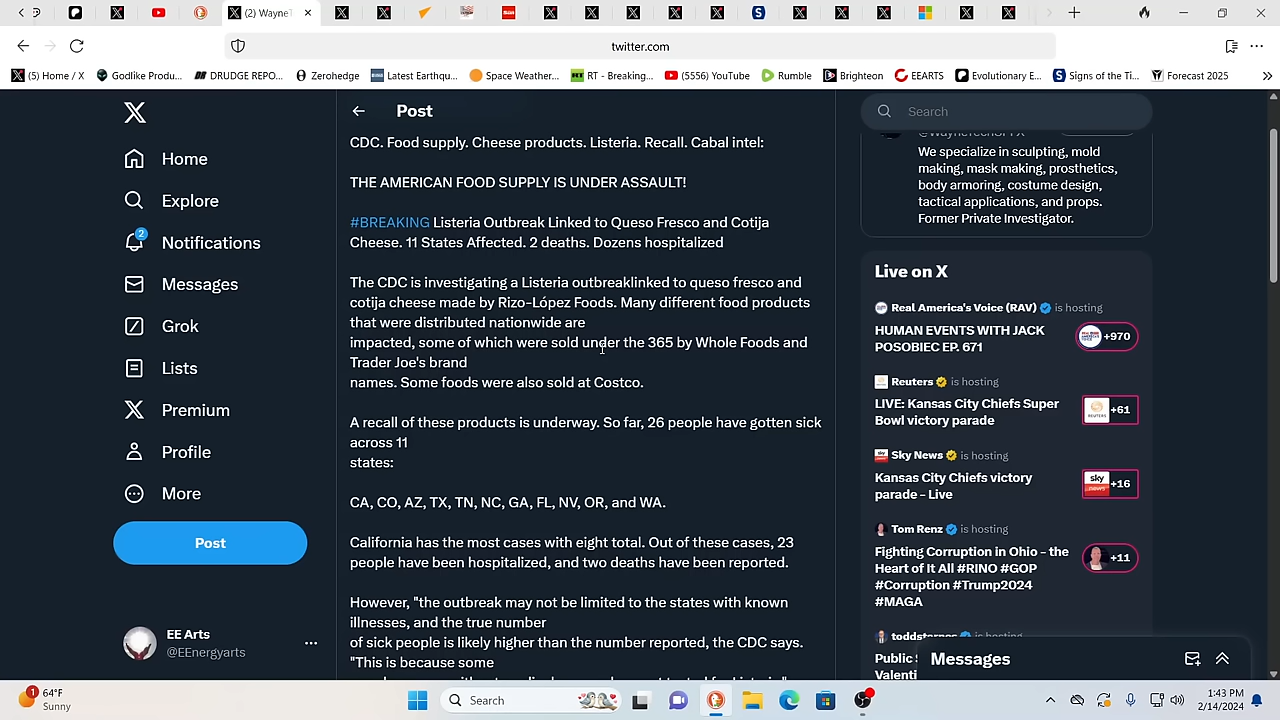 (2) WayneT
twitter.com
(5) Home / X
Godlike Produ...
DRUDGE REPO...
Zerohedge
Latest Earthqu...
Space Weather...
RT - Breaking...
(5556) YouTube
Rumble
Brighteon
EEARTS
Evolutionary E...
Signs of the Ti...
Forecast 2025
Home
Explore
2
Notifications
Messages
Grok
Lists
Premium
Profile
More
Post
EE Arts
@EEnergyarts
Post
CDC. Food supply. Cheese products. Listeria. Recall. Cabal intel:
THE AMERICAN FOOD SUPPLY IS UNDER ASSAULT!
#BREAKING Listeria Outbreak Linked to Queso Fresco and Cotija
Cheese. 11 States Affected. 2 deaths. Dozens hospitalized
The CDC is investigating a Listeria outbreaklinked to queso fresco and
cotija cheese made by Rizo-López Foods. Many different food products
that were distributed nationwide are
impacted, some of which were sold under the 365 by Whole Foods and
Trader Joe's brand
names. Some foods were also sold at Costco.
A recall of these products is underway. So far, 26 people have gotten sick
across 11
states:
CA, CO, AZ, TX, TN, NC, GA, FL, NV, OR, and WA.
California has the most cases with eight total. Out of these cases, 23
people have been hospitalized, and two deaths have been reported.
However, "the outbreak may not be limited to the states with known
illnesses, and the true number
of sick people is likely higher than the number reported, the CDC says.
"This is because some
Search
We specialize in sculpting, mold
making, mask making, prosthetics,
body armoring, costume design,
tactical applications, and props.
Former Private Investigator.
Live on X
Real America's Voice (RAV) is hosting
HUMAN EVENTS WITH JACK
POSOBIEC EP. 671
+970
Reuters is hosting
LIVE: Kansas City Chiefs Super
Bowl victory parade
REUTERS
+61
Sky News is hosting
Kansas City Chiefs victory
parade – Live
sky
+16
Tom Renz is hosting
Fighting Corruption in Ohio – the
Heart of It All #RINO #GOP
#Corruption #Trump2024
#MAGA
+11
toddstarnes is hosting
Public
Valenti
Messages
1
64°F
Sunny
Search
1:43 PM
2/14/2024